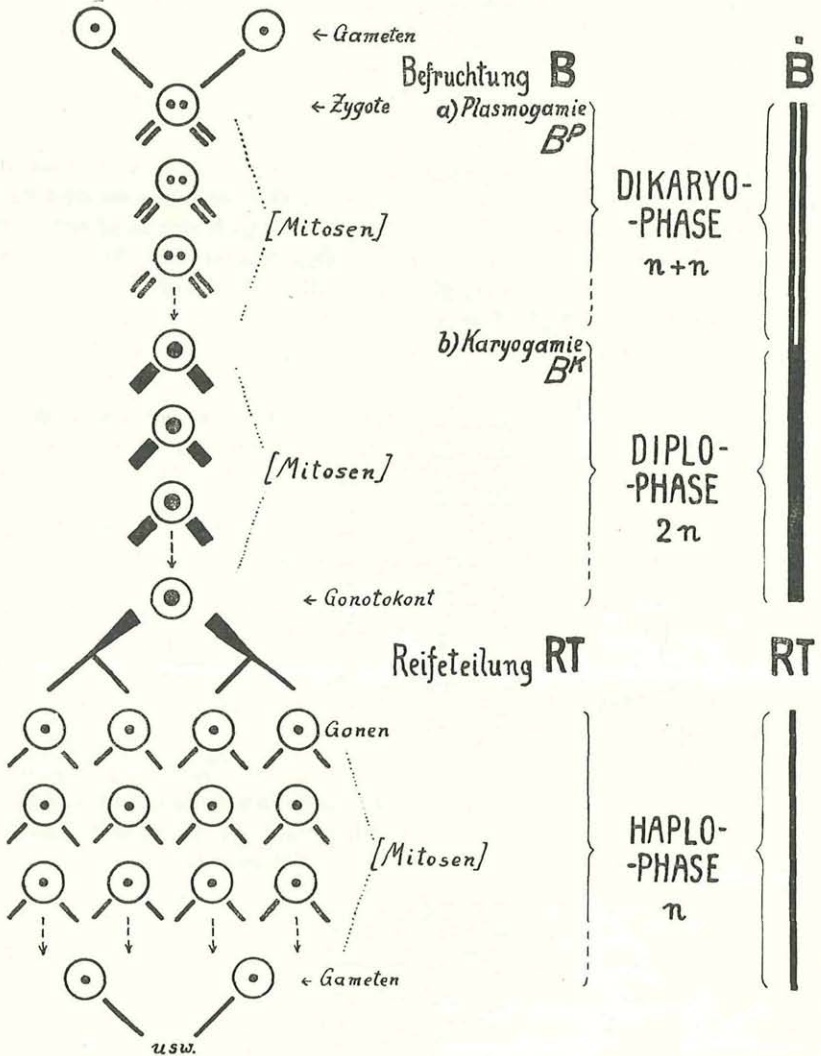 ← Gameten
Befruchtung B
B
← Zygote
a) Plasmogamie
Bᴾ
[Mitosen]
DIKARYO-
-PHASE
n+n
b) Karyogamie
Bᴷ
[Mitosen]
DIPLO-
-PHASE
2n
← Gonotokont
Reifeteilung RT
RT
Gonen
[Mitosen]
HAPLO-
-PHASE
n
← Gameten
usw.